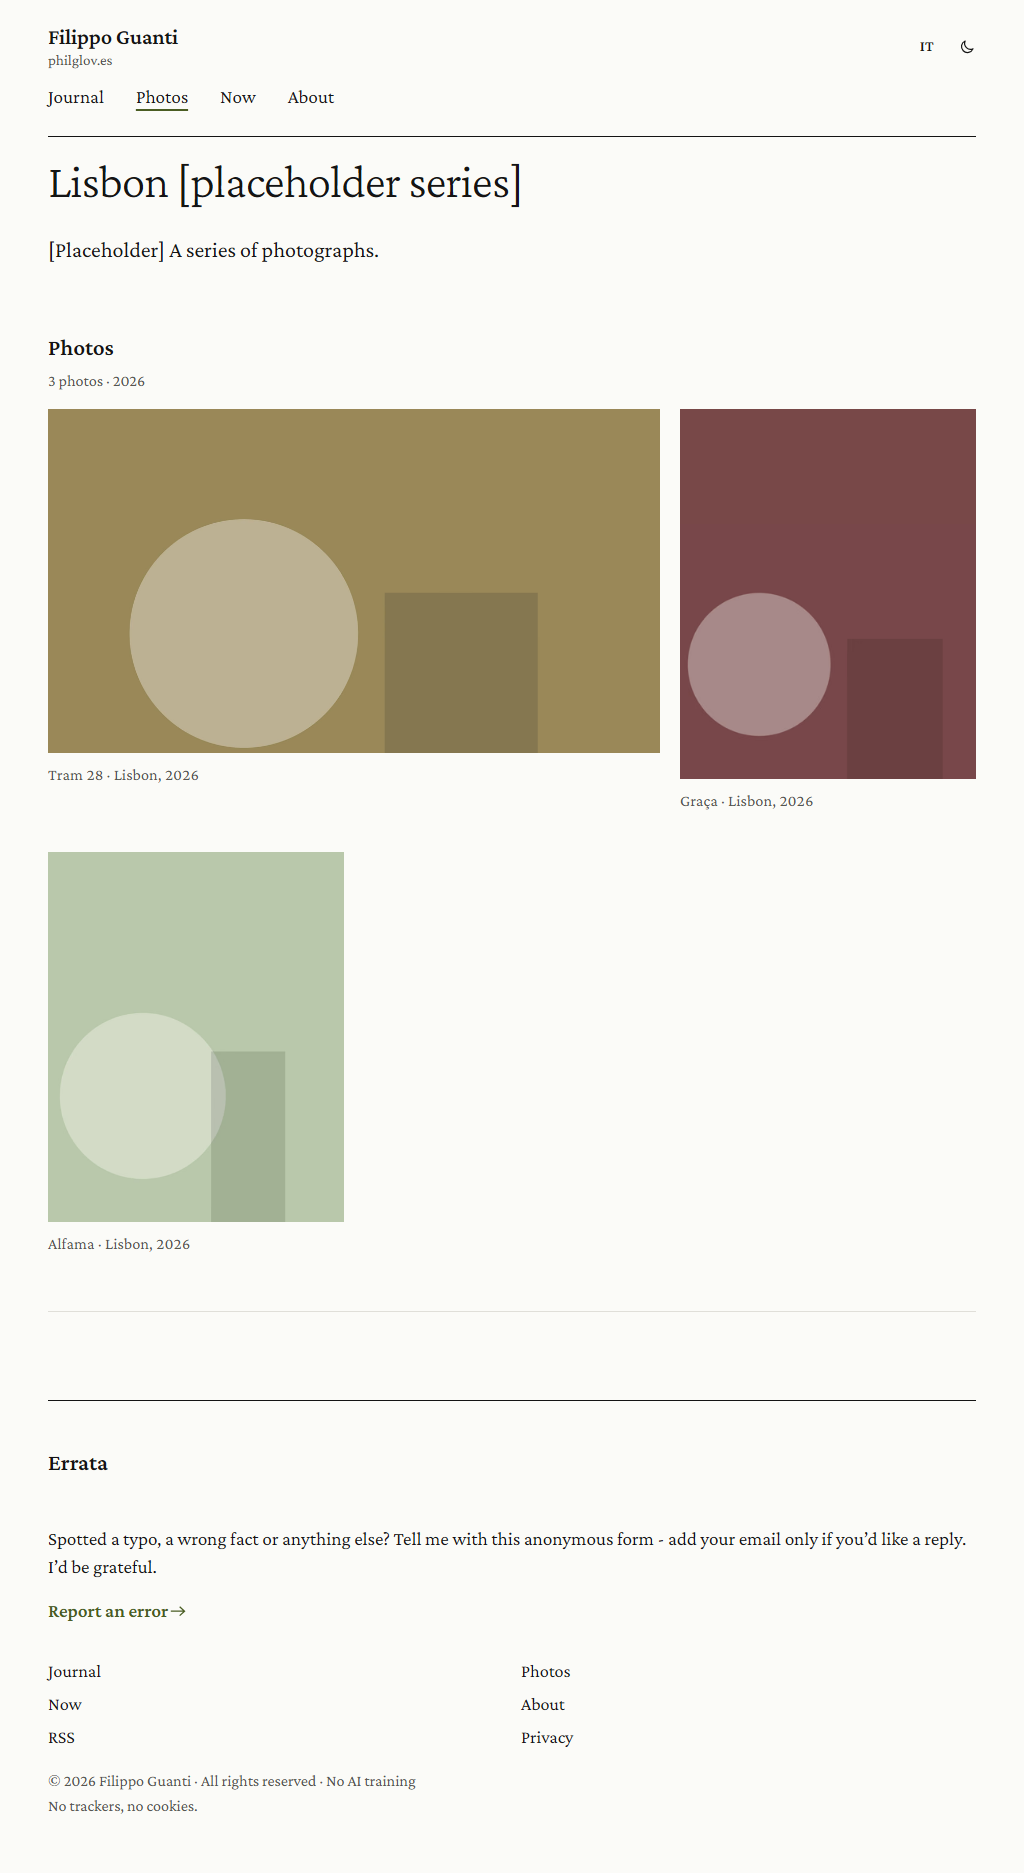 Filippo Guanti
philglov.es
IT
Journal Photos Now About
Lisbon [placeholder series]
[Placeholder] A series of photographs.
Photos
3 photos · 2026
Tram 28 · Lisbon, 2026
Graça · Lisbon, 2026
Alfama · Lisbon, 2026
Errata
Spotted a typo, a wrong fact or anything else? Tell me with this anonymous form - add your email only if you’d like a reply.
I’d be grateful.
Report an error→
Journal
Photos
Now
About
RSS
Privacy
© 2026 Filippo Guanti · All rights reserved · No AI training
No trackers, no cookies.